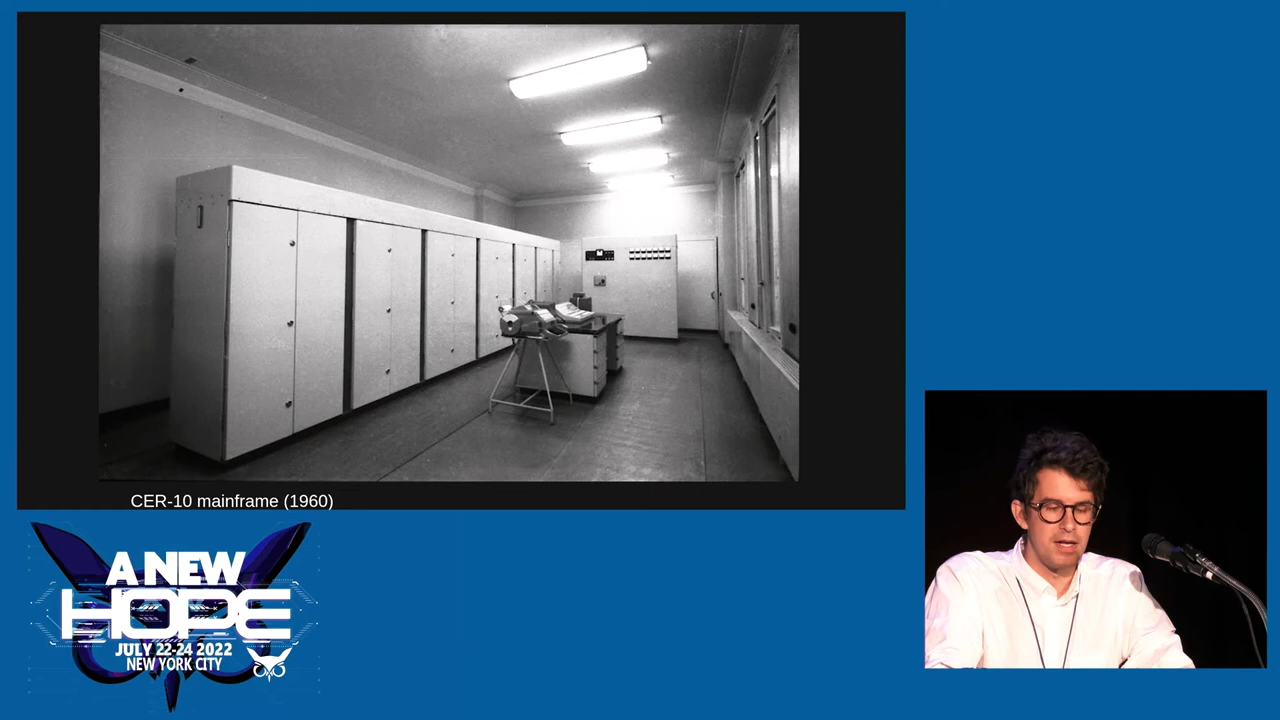 CER-10 mainframe (1960)
A NEW
HOPE
JULY 22-24 2022
NEW YORK CITY